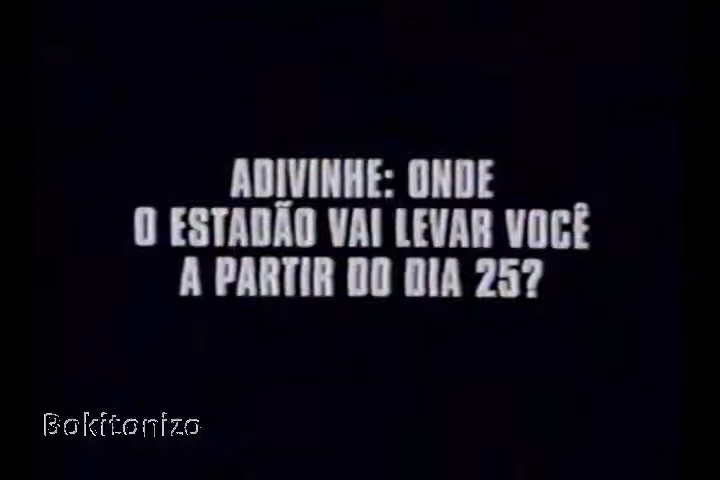 ADIVINHE: ONDE
O ESTADÃO VAI LEVAR VOCÊ
A PARTIR DO DIA 25?
Bokitonizo